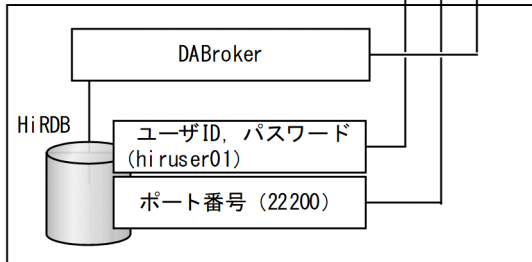 DABroker
HiRDB
ユーザID, パスワード
(hiruser01)
ポート番号（22200）